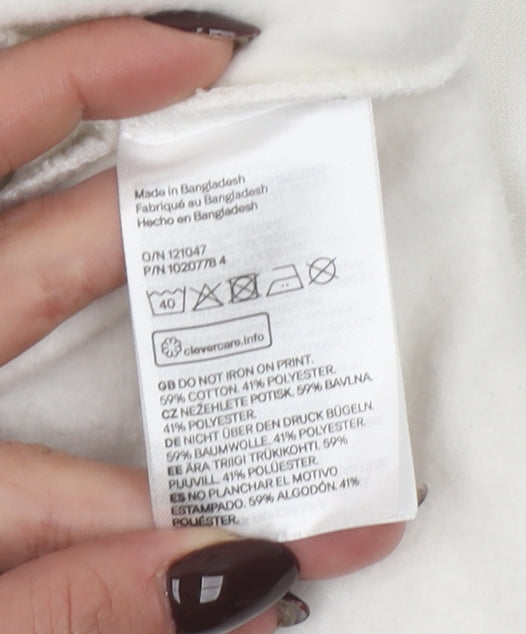 Made in Bangladesh
Fabriqué au Bangladesh
Hecho en Bangladesh
O/N 121047
P/N 1020778 4
40
clevercare.info
GB DO NOT IRON ON PRINT.
59% COTTON. 41% POLYESTER.
CZ NEŽEHLETE POTISK. 59% BAVLNA.
41% POLYESTER.
DE NICHT ÜBER DEN DRUCK BÜGELN.
59% BAUMWOLLE. 41% POLYESTER.
EE ÄRA TRIIGI TRÜKIKOHTI. 59%
PUUVILL. 41% POLÜESTER.
ES NO PLANCHAR EL MOTIVO
ESTAMPADO. 59% ALGODÓN. 41%
POLIÉSTER.